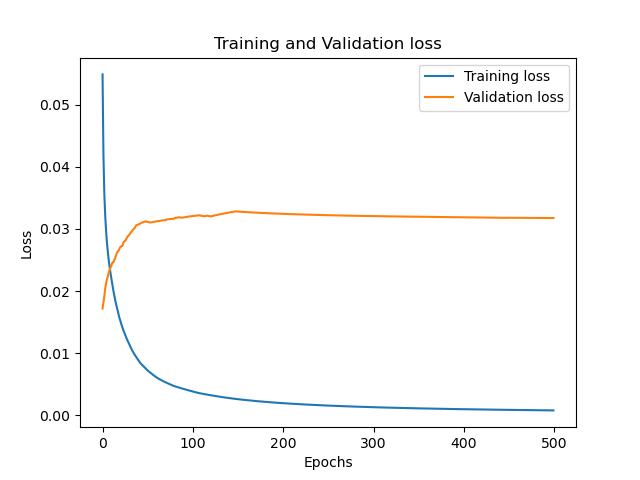 Training and Validation loss
Training loss
Validation loss
0.05
0.04
0.03
0.02
0.01
0.00
Loss
0 100 200 300 400 500
Epochs